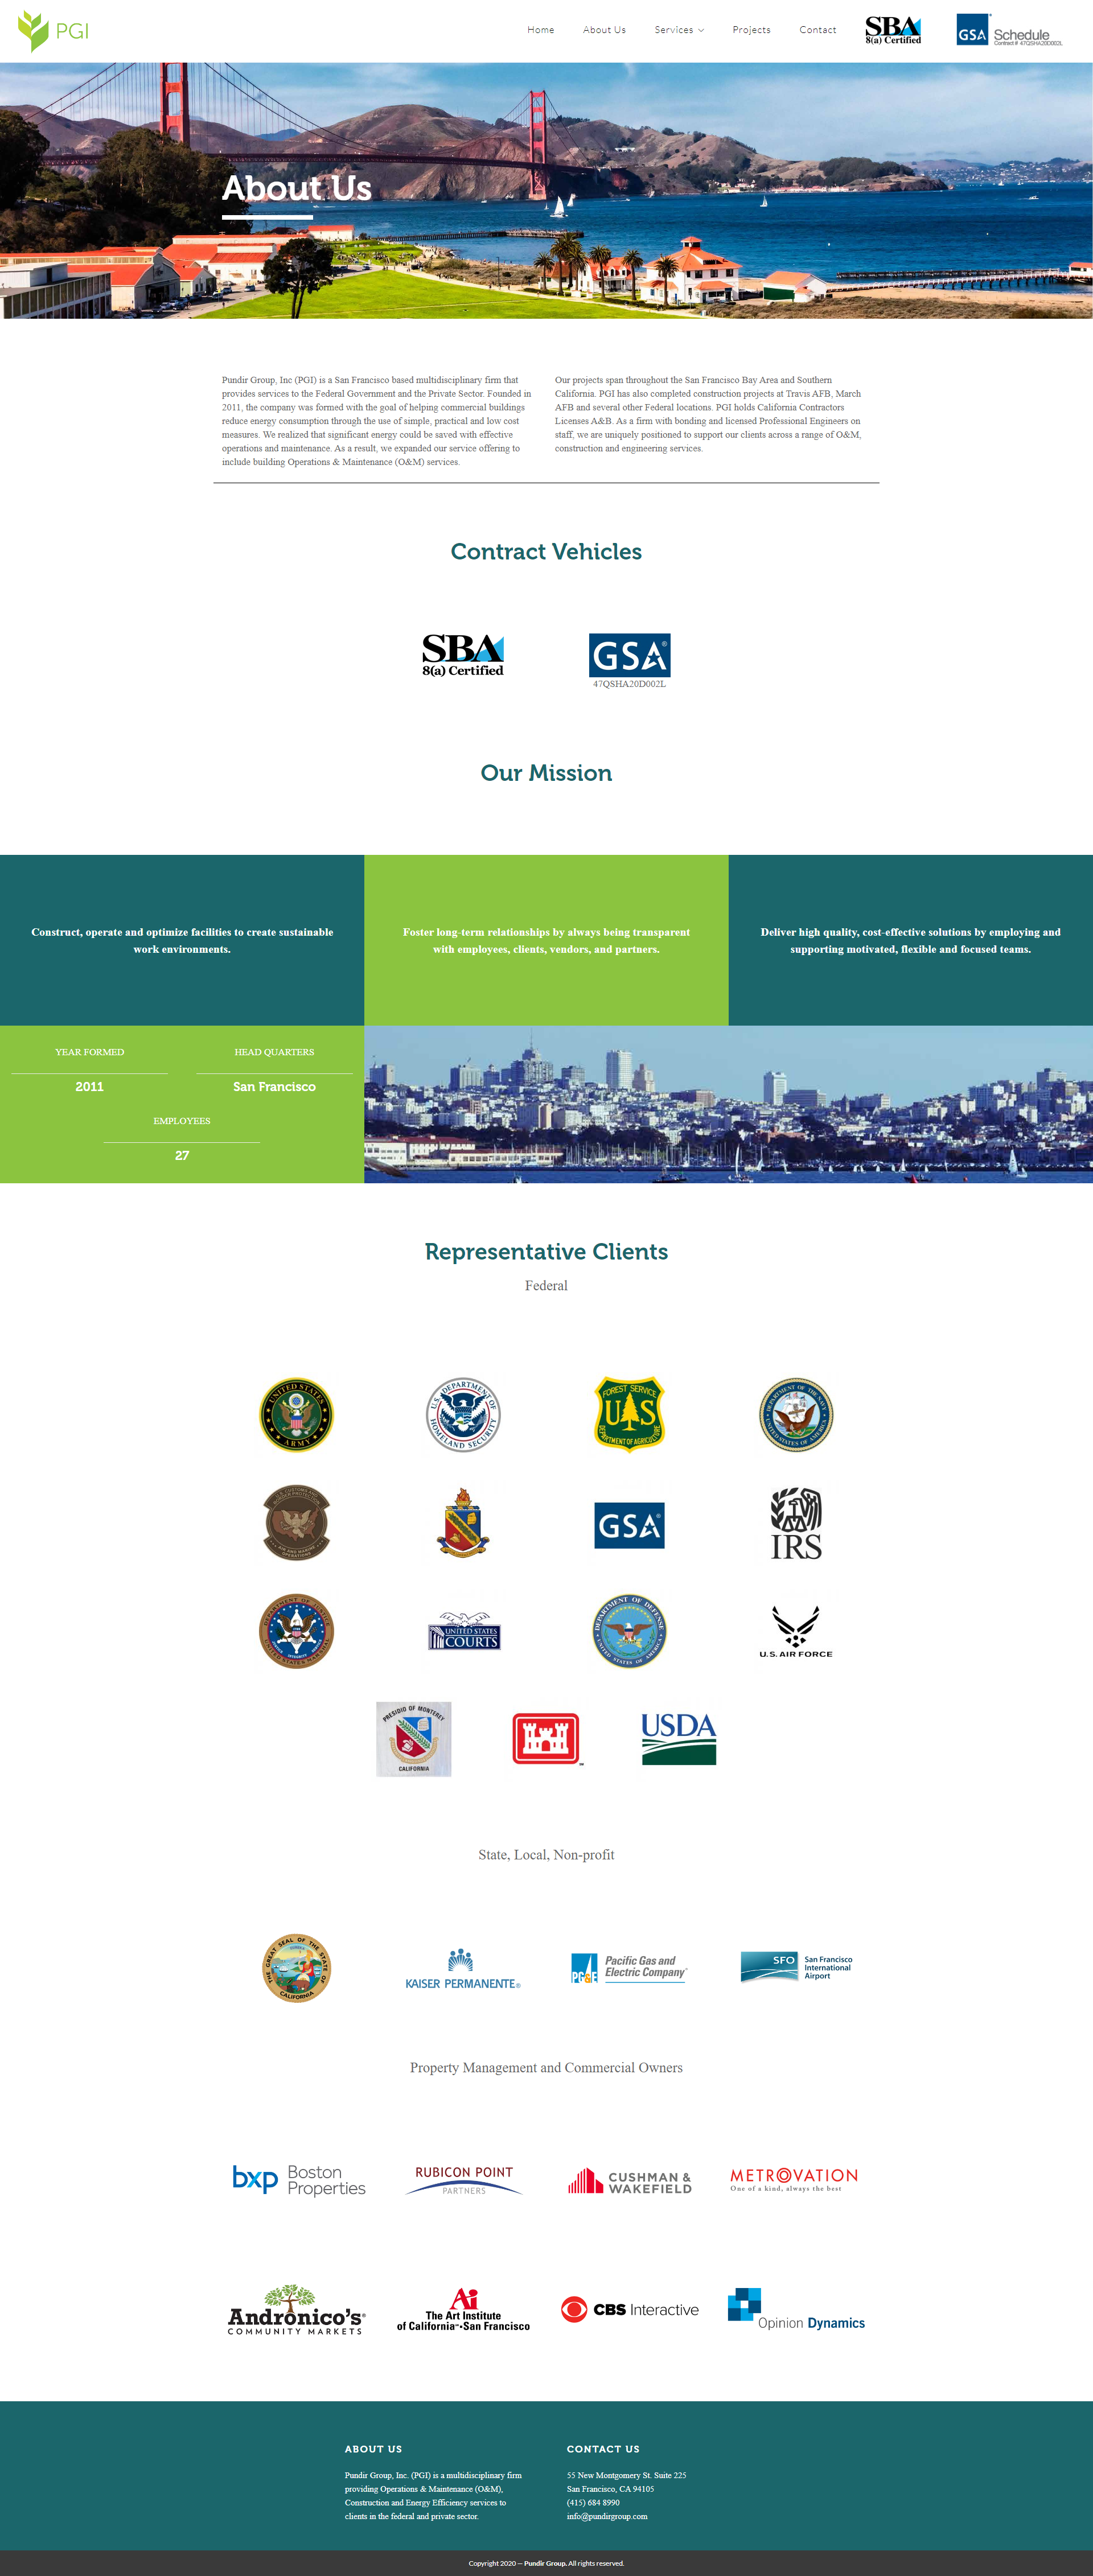 PGI
Home
About Us
Services
Projects
Contact
SBA
8(a) Certified
GSA
Schedule
Contract # 47QSHA20D002L
About Us
Pundir Group, Inc (PGI) is a San Francisco based multidisciplinary firm that
provides services to the Federal Government and the Private Sector. Founded in
2011, the company was formed with the goal of helping commercial buildings
reduce energy consumption through the use of simple, practical and low cost
measures. We realized that significant energy could be saved with effective
operations and maintenance. As a result, we expanded our service offering to
include building Operations & Maintenance (O&M) services.
Our projects span throughout the San Francisco Bay Area and Southern
California. PGI has also completed construction projects at Travis AFB, March
AFB and several other Federal locations. PGI holds California Contractors
Licenses A&B. As a firm with bonding and licensed Professional Engineers on
staff, we are uniquely positioned to support our clients across a range of O&M,
construction and engineering services.
Contract Vehicles
SBA
8(a) Certified
GSA®
47QSHA20D002L
Our Mission
Construct, operate and optimize facilities to create sustainable
work environments.
Foster long-term relationships by always being transparent
with employees, clients, vendors, and partners.
Deliver high quality, cost-effective solutions by employing and
supporting motivated, flexible and focused teams.
YEAR FORMED
2011
HEAD QUARTERS
San Francisco
EMPLOYEES
27
Representative Clients
Federal
UNITED STATES
ARMY
U.S. DEPARTMENT OF
HOMELAND SECURITY
FOREST SERVICE
U S
DEPARTMENT OF AGRICULTURE
DEPARTMENT OF THE NAVY
UNITED STATES OF AMERICA
U.S. CUSTOMS AND
BORDER PROTECTION
AIR AND MARINE
OPERATIONS
GSA
IRS
DEPARTMENT OF JUSTICE
UNITED STATES MARSHAL
UNITED STATES
COURTS
DEPARTMENT OF DEFENSE
UNITED STATES OF AMERICA
U.S. AIR FORCE
PRESIDIO OF MONTEREY
CALIFORNIA
USDA
State, Local, Non-profit
THE GREAT SEAL OF THE STATE OF
CALIFORNIA
KAISER PERMANENTE®
PG&E
Pacific Gas and
Electric Company
SFO
San Francisco
International
Airport
Property Management and Commercial Owners
bxp
Boston
Properties
RUBICON POINT
PARTNERS
CUSHMAN &
WAKEFIELD
METROVATION
One of a kind, always the best
Andronico's®
COMMUNITY MARKETS
Ai
The Art Institute
of California℠-San Francisco
CBS Interactive
Opinion Dynamics
ABOUT US
Pundir Group, Inc. (PGI) is a multidisciplinary firm
providing Operations & Maintenance (O&M),
Construction and Energy Efficiency services to
clients in the federal and private sector.
CONTACT US
55 New Montgomery St. Suite 225
San Francisco, CA 94105
(415) 684 8990
info@pundirgroup.com
Copyright 2020 — Pundir Group. All rights reserved.